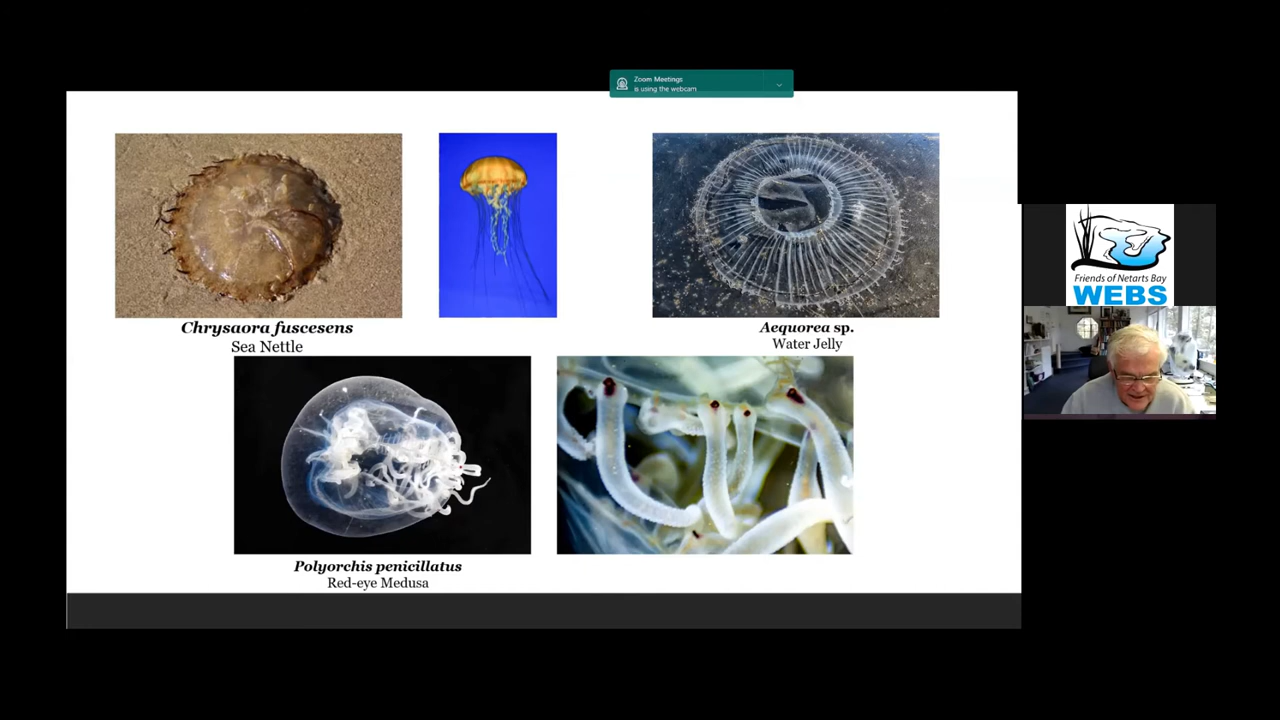 Zoom Meetings
is using the webcam
Chrysaora fuscesens
Sea Nettle
Aequorea sp.
Water Jelly
Polyorchis penicillatus
Red-eye Medusa
Friends of Netarts Bay
WEBS